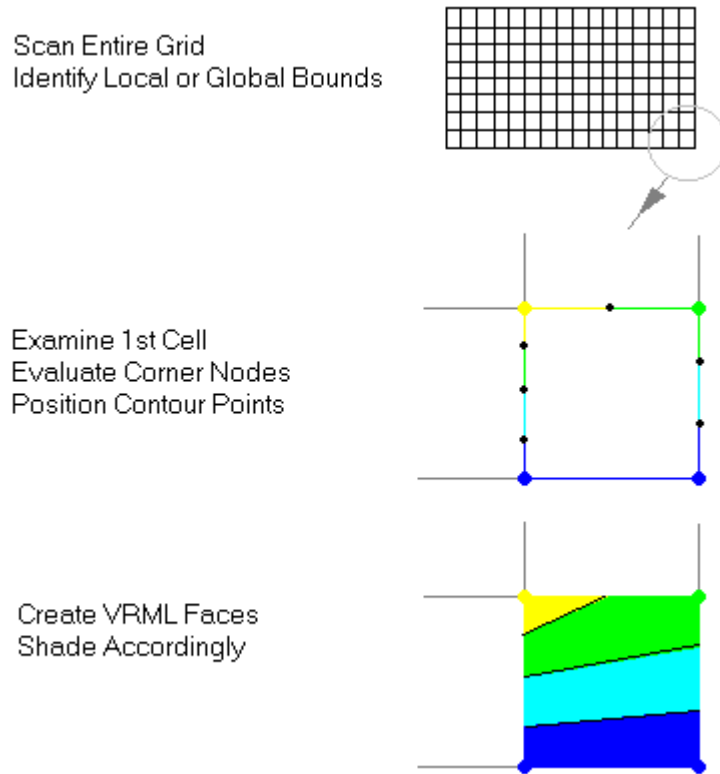 Scan Entire Grid
Identify Local or Global Bounds
Examine 1st Cell
Evaluate Corner Nodes
Position Contour Points
Create VRML Faces
Shade Accordingly